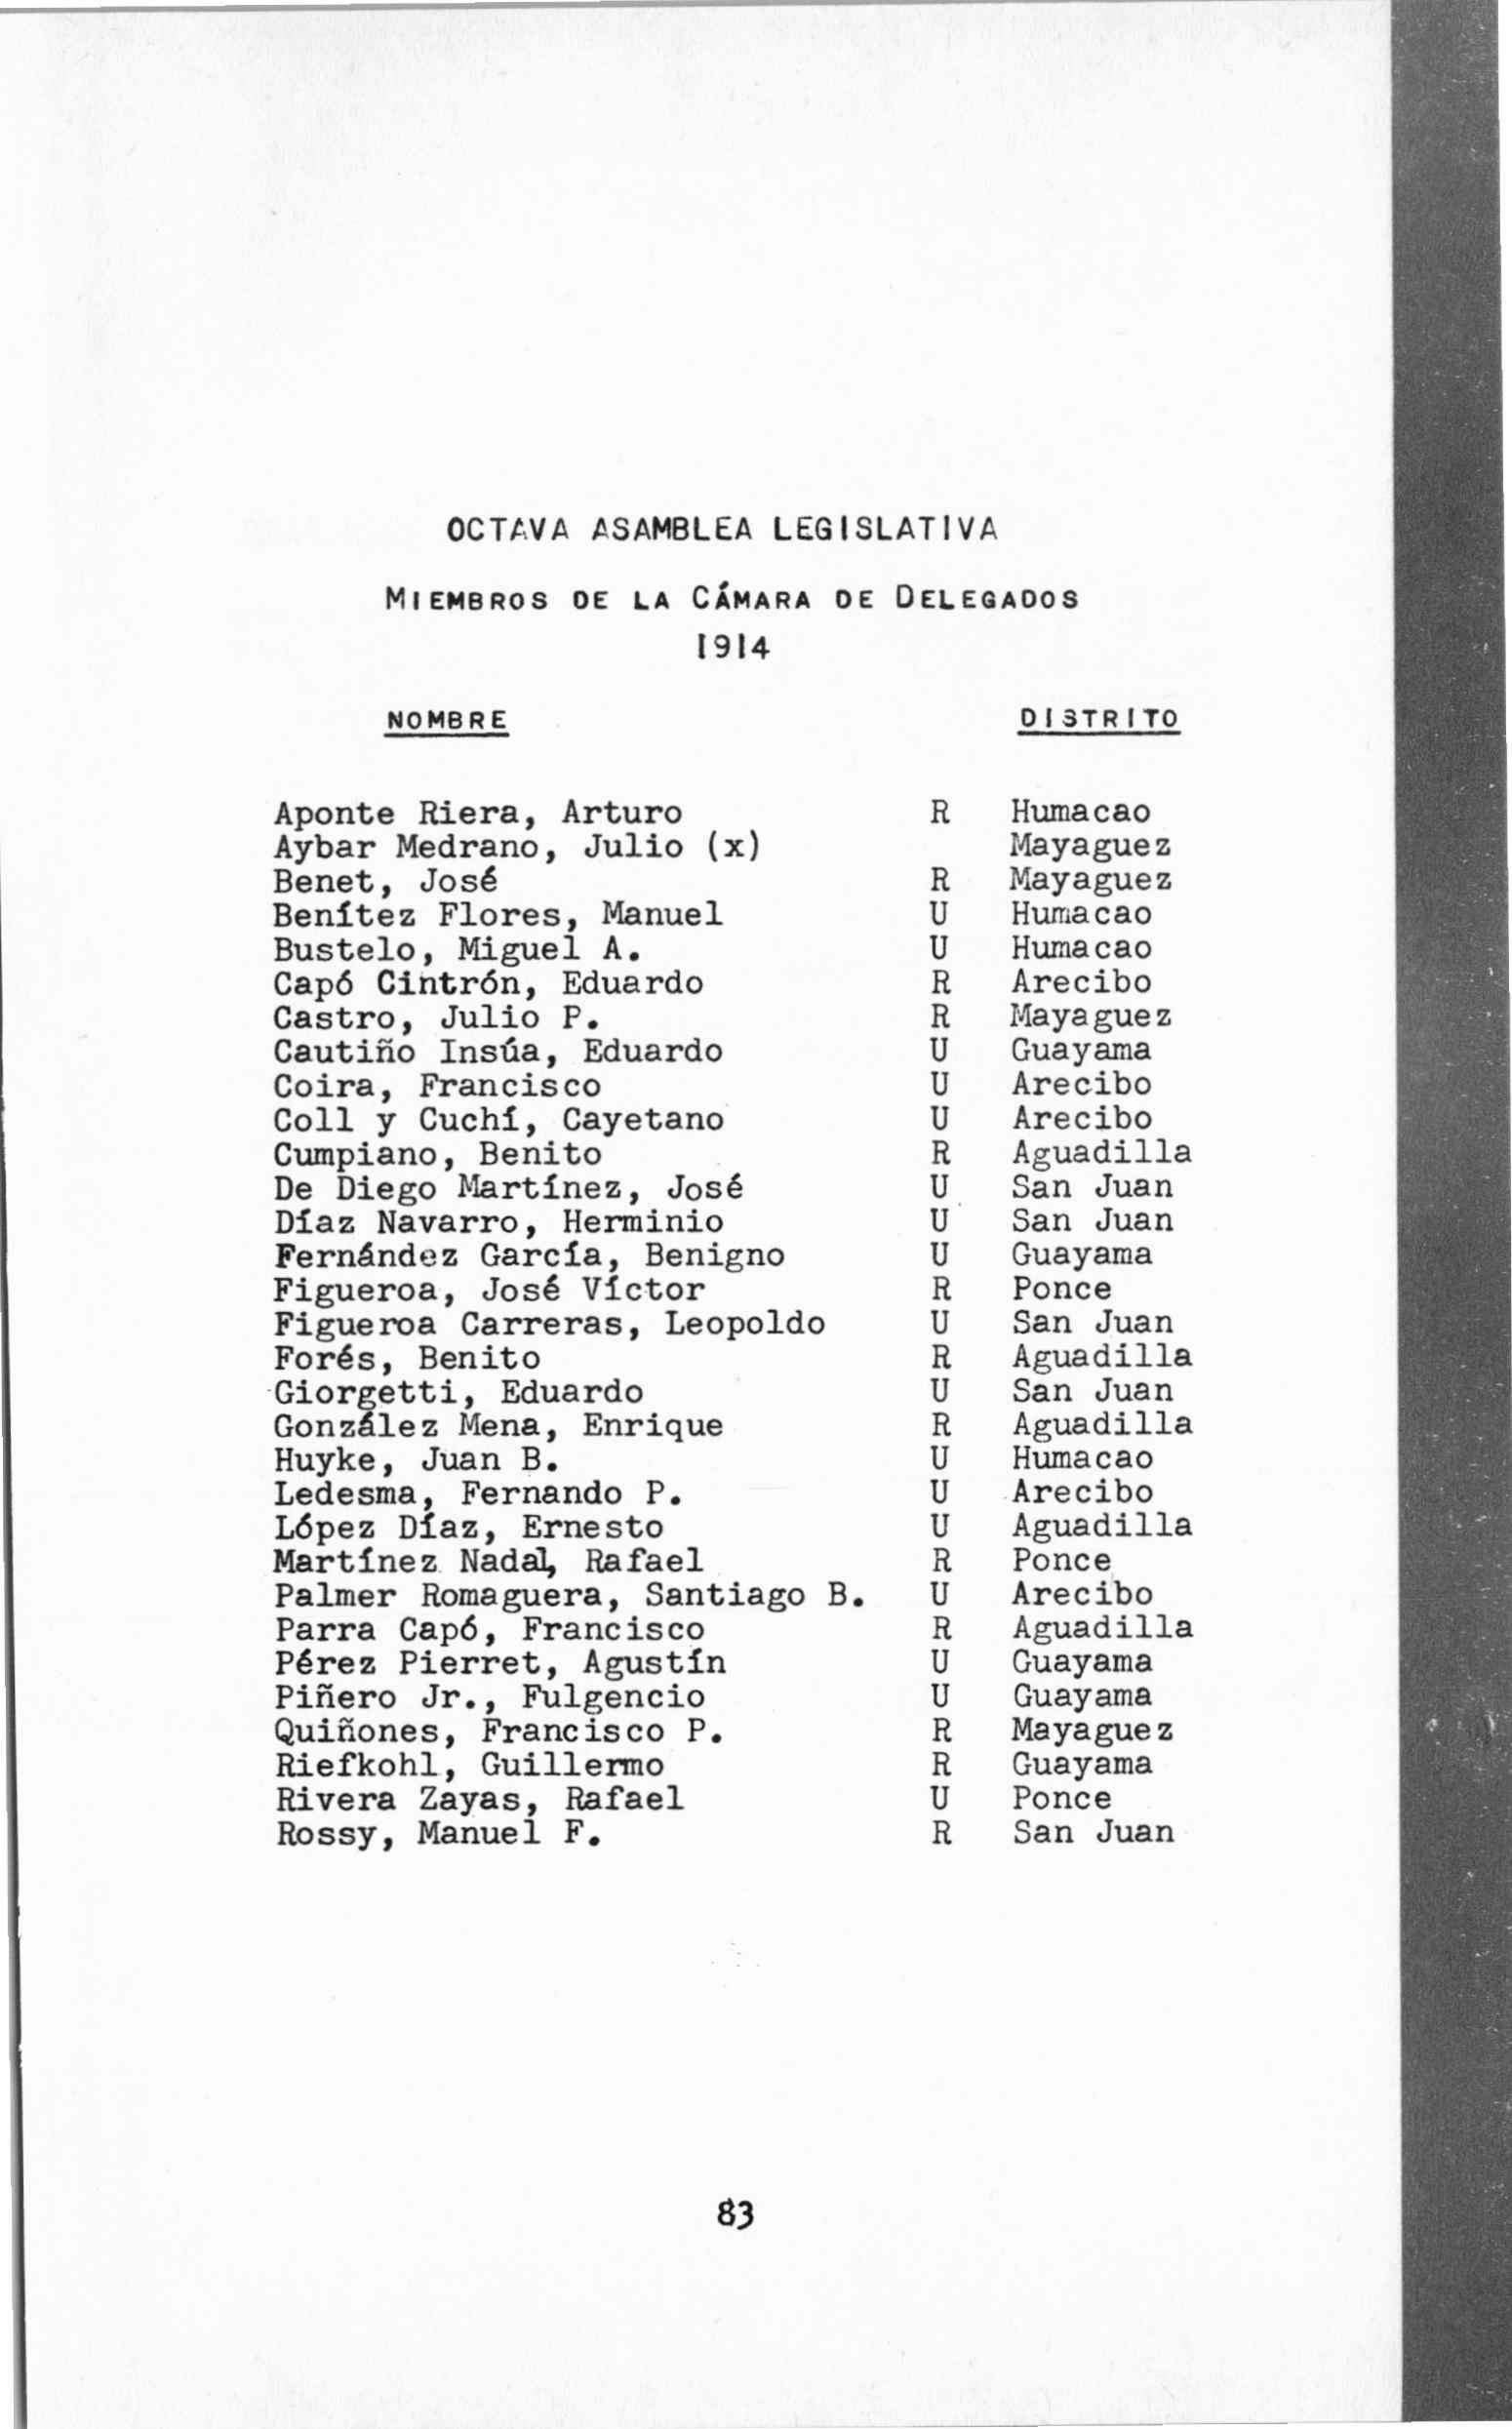 OCTAVA ASAMBLEA LEGISLATIVA
MIEMBROS DE LA CÁMARA DE DELEGADOS
1914
NOMBRE DISTRITO
Aponte Riera, Arturo R Humacao
Aybar Medrano, Julio (x) Mayaguez
Benet, José R Mayaguez
Benítez Flores, Manuel U Humacao
Bustelo, Miguel A. U Humacao
Capó Cintrón, Eduardo R Arecibo
Castro, Julio P. R Mayaguez
Cautiño Insúa, Eduardo U Guayama
Coira, Francisco U Arecibo
Coll y Cuchí, Cayetano U Arecibo
Cumpiano, Benito R Aguadilla
De Diego Martínez, José U San Juan
Díaz Navarro, Herminio U San Juan
Fernández García, Benigno U Guayama
Figueroa, José Víctor R Ponce
Figueroa Carreras, Leopoldo U San Juan
Forés, Benito R Aguadilla
Giorgetti, Eduardo U San Juan
González Mena, Enrique R Aguadilla
Huyke, Juan B. U Humacao
Ledesma, Fernando P. U Arecibo
López Díaz, Ernesto U Aguadilla
Martínez Nadal, Rafael R Ponce
Palmer Romaguera, Santiago B. U Arecibo
Parra Capó, Francisco R Aguadilla
Pérez Pierret, Agustín U Guayama
Piñero Jr., Fulgencio U Guayama
Quiñones, Francisco P. R Mayaguez
Riefkohl, Guillermo R Guayama
Rivera Zayas, Rafael U Ponce
Rossy, Manuel F. R San Juan
83